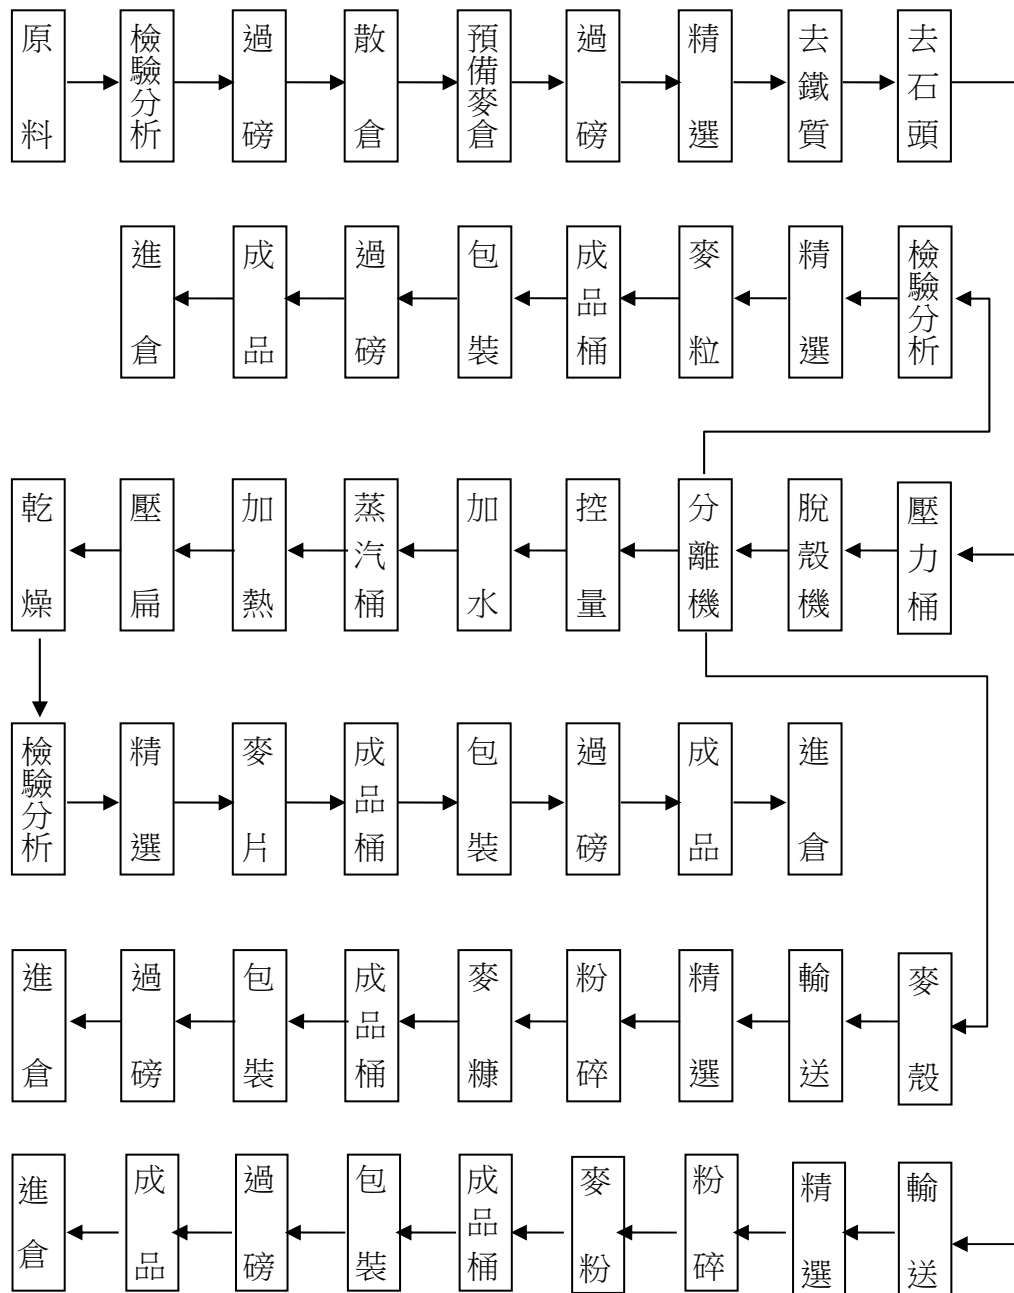 原料
檢驗分析
過磅
散倉
預備麥倉
過磅
精選
去鐵質
去石頭
進倉
成品
過磅
包裝
成品桶
麥粒
精選
檢驗分析
乾燥
壓扁
加熱
蒸汽桶
加水
控量
分離機
脫殼機
壓力桶
檢驗分析
精選
麥片
成品桶
包裝
過磅
成品
進倉
進倉
過磅
包裝
成品桶
麥糠
粉碎
精選
輸送
麥殼
進倉
成品
過磅
包裝
成品桶
麥粉
粉碎
精選
輸送